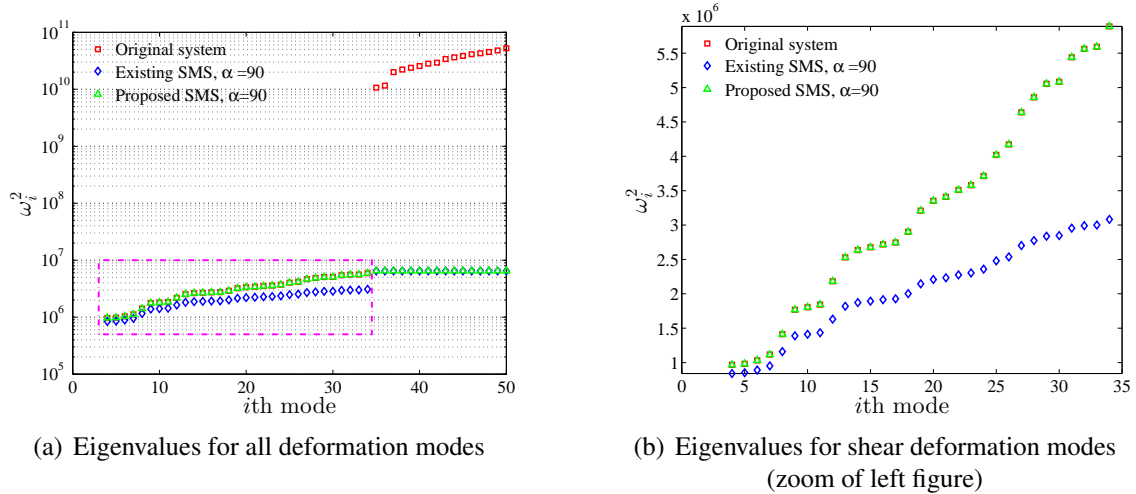 10^11
10^10
10^9
10^8
10^7
10^6
10^5
ω_i^2
Original system
Existing SMS, α =90
Proposed SMS, α=90
0 10 20 30 40 50
ith mode
(a) Eigenvalues for all deformation modes
x 10^6
5.5
5
4.5
4
3.5
3
2.5
2
1.5
1
ω_i^2
Original system
Existing SMS, α =90
Proposed SMS, α=90
0 5 10 15 20 25 30 35
ith mode
(b) Eigenvalues for shear deformation modes
(zoom of left figure)